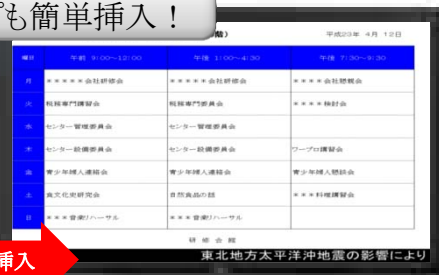 プも簡単挿入！
階）　平成23年 4月 12日
曜日　午前 9:00～12:00　午後 1:00～4:30　午後 7:30～9:30
月　＊＊＊＊＊会社研修会　＊＊＊＊＊会社研修会　＊＊＊＊会社懇親会
火　税務専門講習会　税務専門委員会　＊＊＊＊検討会
水　センター管理委員会　センター管理委員会
木　センター設備委員会　センター設備委員会　ワープロ講習会
金　青少年婦人連絡会　青少年婦人連絡会　青少年婦人懇談会
土　食文化史研究会　自然食品の話　＊＊＊料理講習会
日　＊＊＊音楽リハーサル　＊＊＊音楽リハーサル
研 修 会 館
挿入
東北地方太平洋沖地震の影響により